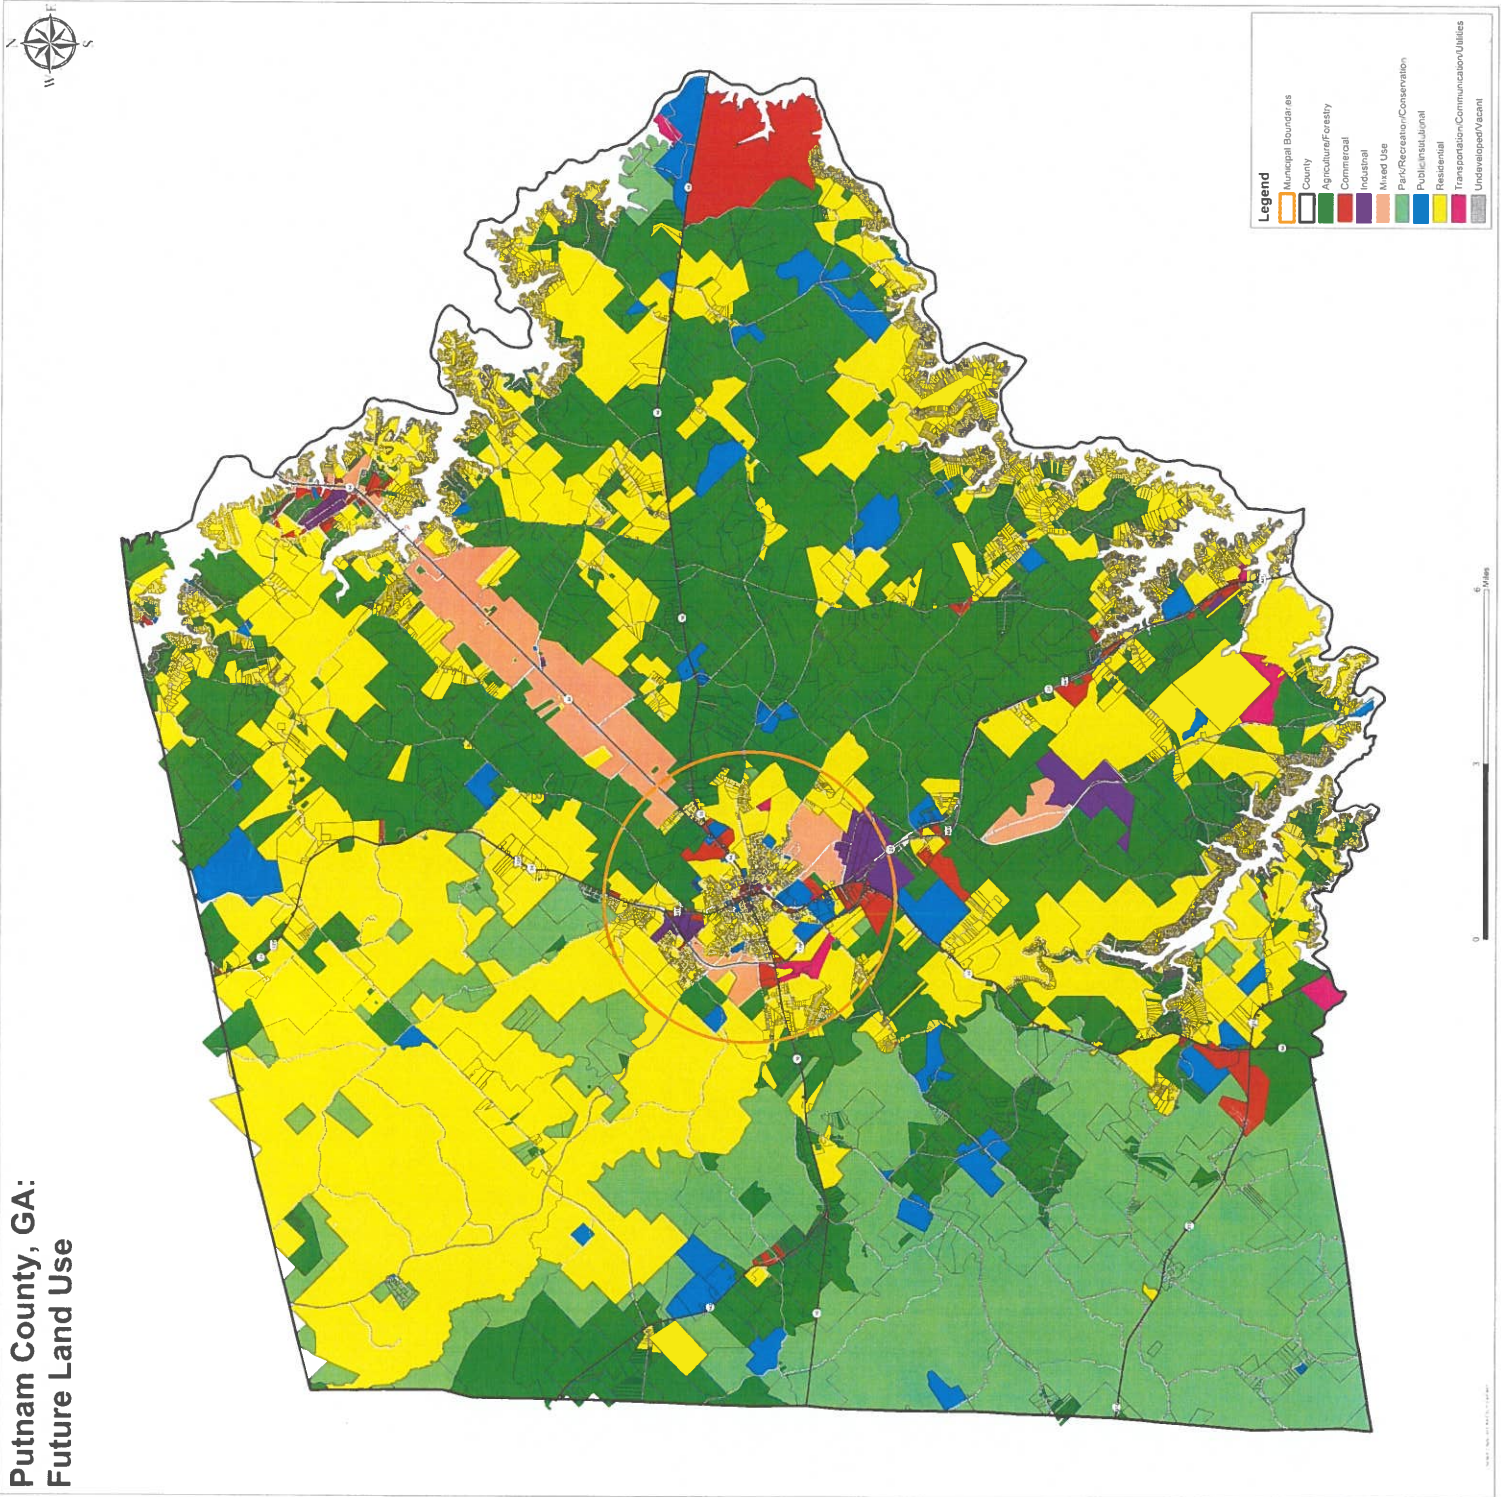 Putnam County, GA:
Future Land Use
N
E
S
W
Legend
Municipal Boundaries
County
Agriculture/Forestry
Commercial
Industrial
Mixed Use
Park/Recreation/Conservation
Public/Institutional
Residential
Transportation/Communication/Utilities
Undeveloped/Vacant
0
3
6
Miles